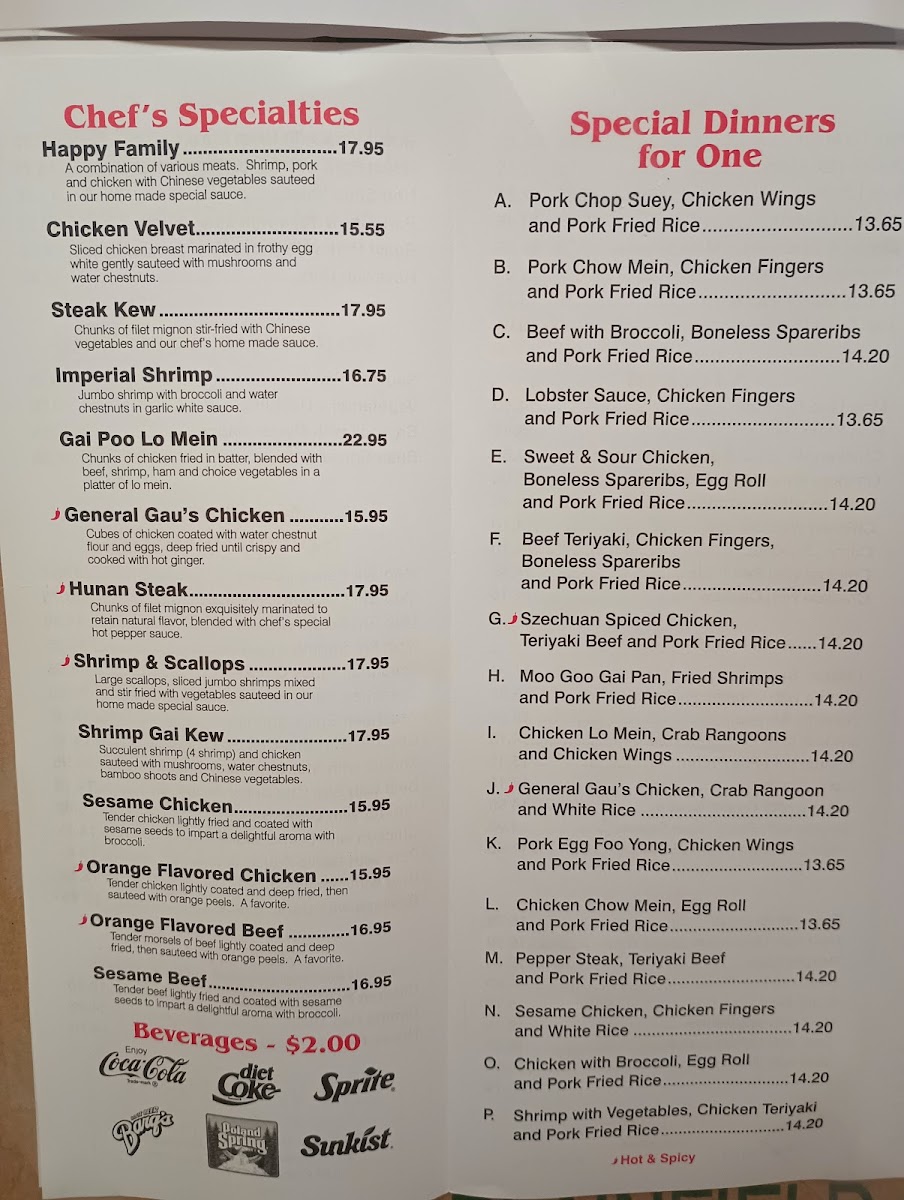 Chef's Specialties
Happy Family..............................17.95
A combination of various meats. Shrimp, pork
and chicken with Chinese vegetables sauteed
in our home made special sauce.
Chicken Velvet...........................15.55
Sliced chicken breast marinated in frothy egg
white gently sauteed with mushrooms and
water chestnuts.
Steak Kew..................................17.95
Chunks of filet mignon stir-fried with Chinese
vegetables and our chef's home made sauce.
Imperial Shrimp........................16.75
Jumbo shrimp with broccoli and water
chestnuts in garlic white sauce.
Gai Poo Lo Mein .......................22.95
Chunks of chicken fried in batter, blended with
beef, shrimp, ham and choice vegetables in a
platter of lo mein.
General Gau's Chicken ...........15.95
Cubes of chicken coated with water chestnut
flour and eggs, deep fried until crispy and
cooked with hot ginger.
Hunan Steak..............................17.95
Chunks of filet mignon exquisitely marinated to
retain natural flavor, blended with chef's special
hot pepper sauce.
Shrimp & Scallops ...................17.95
Large scallops, sliced jumbo shrimps mixed
and stir fried with vegetables sauteed in our
home made special sauce.
Shrimp Gai Kew.......................17.95
Succulent shrimp (4 shrimp) and chicken
sauteed with mushrooms, water chestnuts,
bamboo shoots and Chinese vegetables.
Sesame Chicken......................15.95
Tender chicken lightly fried and coated with
sesame seeds to impart a delightful aroma with
broccoli.
Orange Flavored Chicken ......15.95
Tender chicken lightly coated and deep fried, then
sauteed with orange peels. A favorite.
Orange Flavored Beef ............16.95
Tender morsels of beef lightly coated and deep
fried, then sauteed with orange peels. A favorite.
Sesame Beef............................16.95
Tender beef lightly fried and coated with sesame
seeds to impart a delightful aroma with broccoli.
Beverages - $2.00
Enjoy
Coca-Cola
Trade-mark ®
diet
Coke
Sprite
Barq's
Poland
Spring
Sunkist
Special Dinners
for One
A. Pork Chop Suey, Chicken Wings
and Pork Fried Rice............................13.65
B. Pork Chow Mein, Chicken Fingers
and Pork Fried Rice...........................13.65
C. Beef with Broccoli, Boneless Spareribs
and Pork Fried Rice..........................14.20
D. Lobster Sauce, Chicken Fingers
and Pork Fried Rice..........................13.65
E. Sweet & Sour Chicken,
Boneless Spareribs, Egg Roll
and Pork Fried Rice..........................14.20
F. Beef Teriyaki, Chicken Fingers,
Boneless Spareribs
and Pork Fried Rice.........................14.20
G. Szechuan Spiced Chicken,
Teriyaki Beef and Pork Fried Rice......14.20
H. Moo Goo Gai Pan, Fried Shrimps
and Pork Fried Rice.........................14.20
I. Chicken Lo Mein, Crab Rangoons
and Chicken Wings .........................14.20
J. General Gau's Chicken, Crab Rangoon
and White Rice ................................14.20
K. Pork Egg Foo Yong, Chicken Wings
and Pork Fried Rice.........................13.65
L. Chicken Chow Mein, Egg Roll
and Pork Fried Rice.........................13.65
M. Pepper Steak, Teriyaki Beef
and Pork Fried Rice.........................14.20
N. Sesame Chicken, Chicken Fingers
and White Rice ................................14.20
O. Chicken with Broccoli, Egg Roll
and Pork Fried Rice.........................14.20
P. Shrimp with Vegetables, Chicken Teriyaki
and Pork Fried Rice.........................14.20
Hot & Spicy